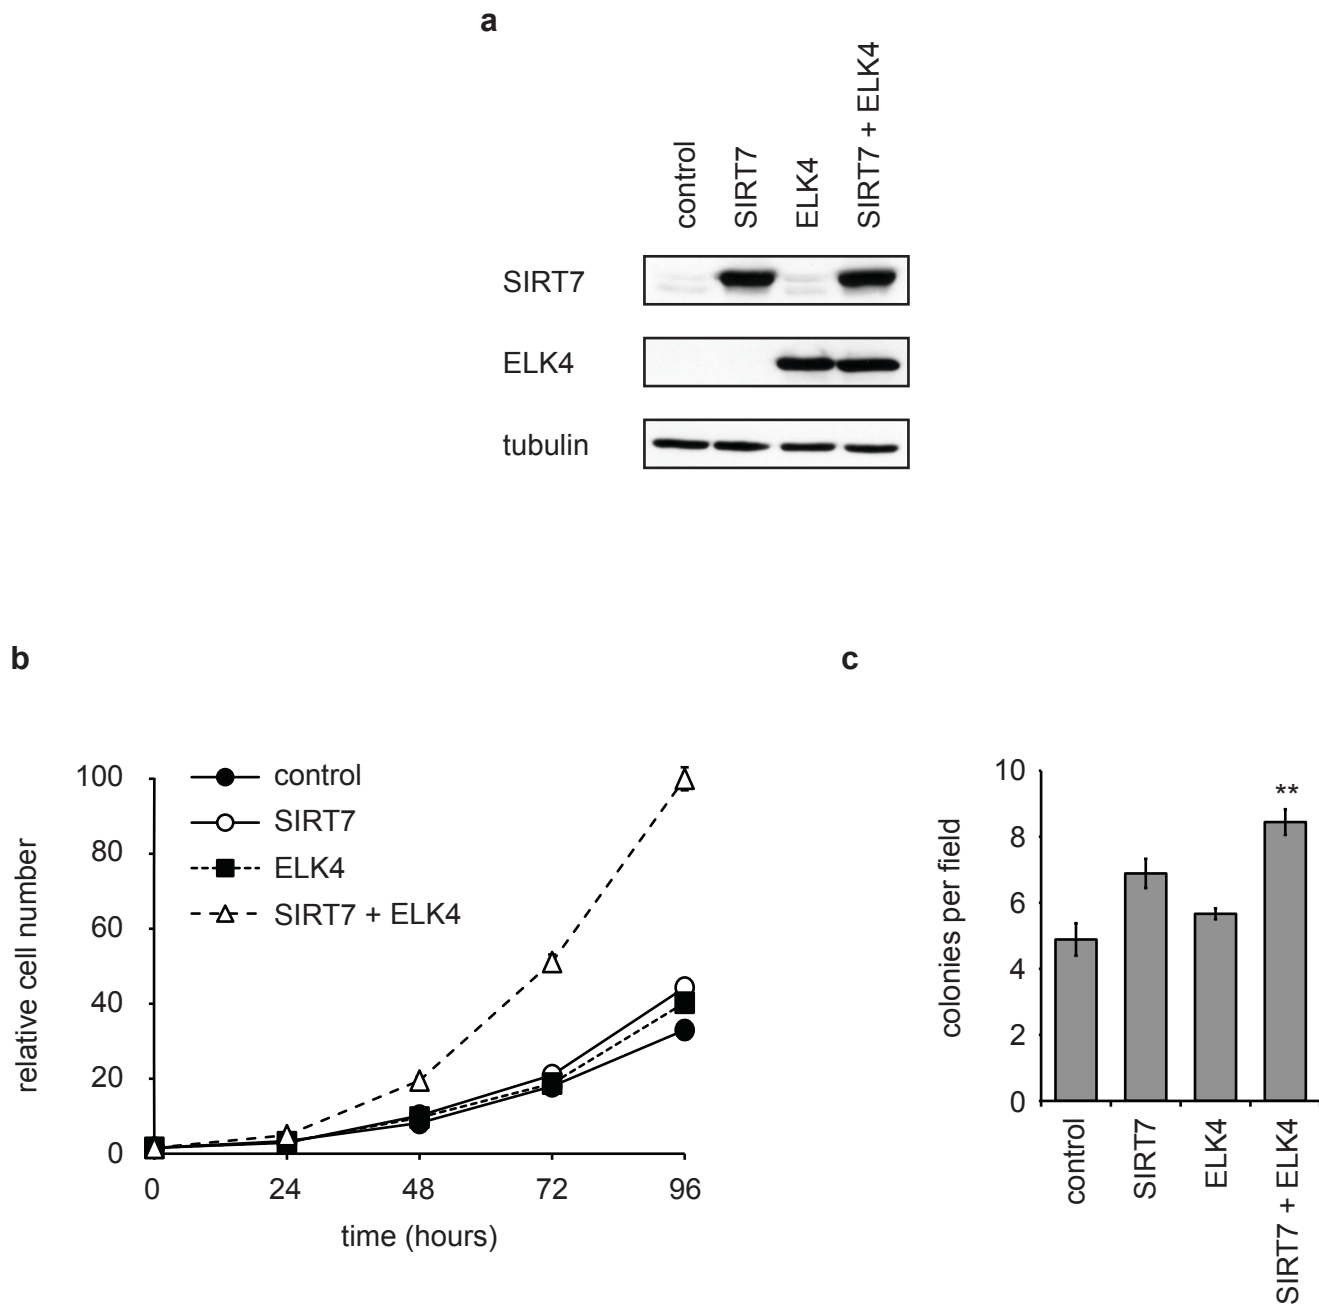 a
control
SIRT7
ELK4
SIRT7 + ELK4
SIRT7
ELK4
tubulin
b
relative cell number
100
80
60
40
20
0
control
SIRT7
ELK4
SIRT7 + ELK4
0 24 48 72 96
time (hours)
c
colonies per field
10
8
6
4
2
0
**
control
SIRT7
ELK4
SIRT7 + ELK4